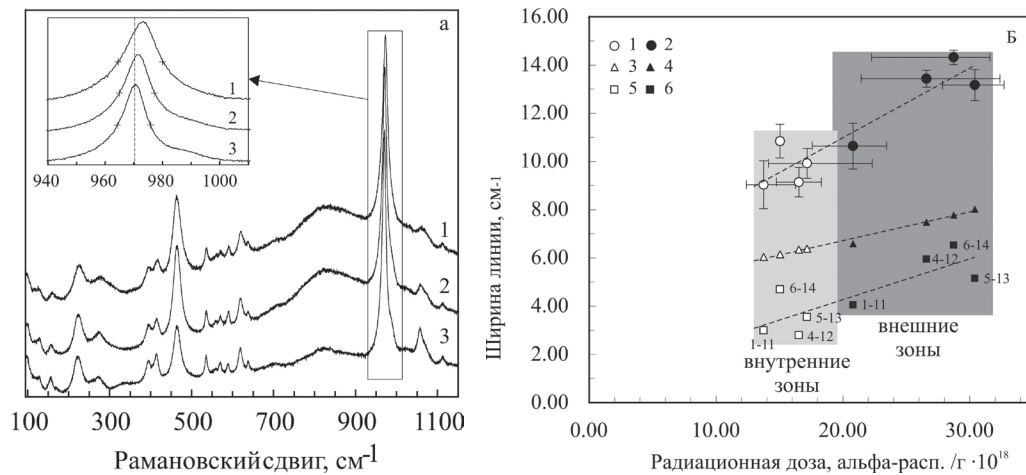 а
1
2
3
940 960 980 1000
1
2
3
100 300 500 700 900 1100
Рамановский сдвиг, см-1
Б
16.00
14.00
12.00
10.00
8.00
6.00
4.00
2.00
0.00
Ширина линии, см-1
1 2
3 4
5 6
6-14
5-13
4-12
1-11
внутренние
зоны
6-14
4-12
5-13
1-11
внешние
зоны
0.00 10.00 20.00 30.00
Радиационная доза, альфа-расп. /г ·10¹⁸